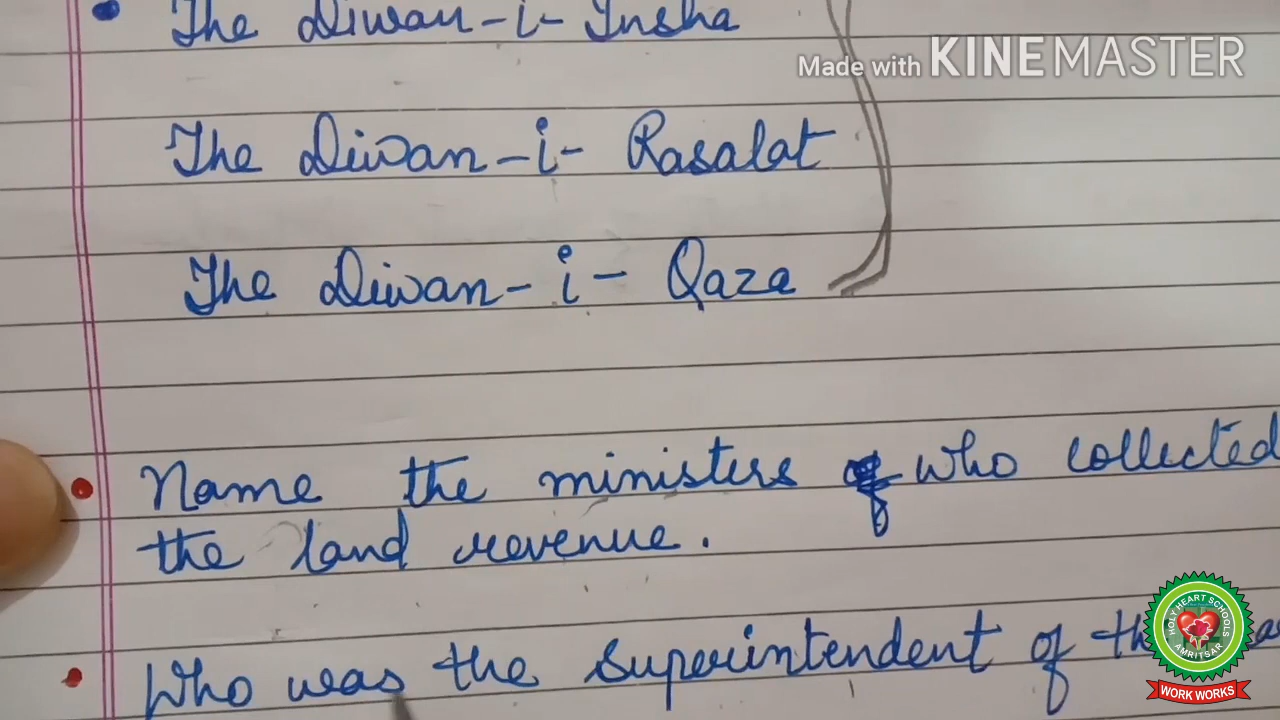 The Diwan-i-Insha
Made with KINEMASTER
The Diwan-i-Rasalat
The Diwan-i-Qaza
Name the ministers who collected
the land revenue.
Who was the superintendent of
HOLY HEART SCHOOLS
AMRITSAR
WORK WORKS